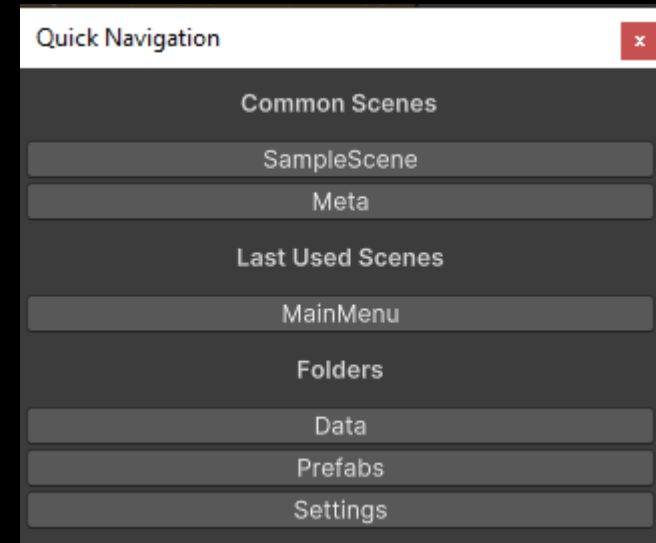 Quick Navigation
x
Common Scenes
SampleScene
Meta
Last Used Scenes
MainMenu
Folders
Data
Prefabs
Settings